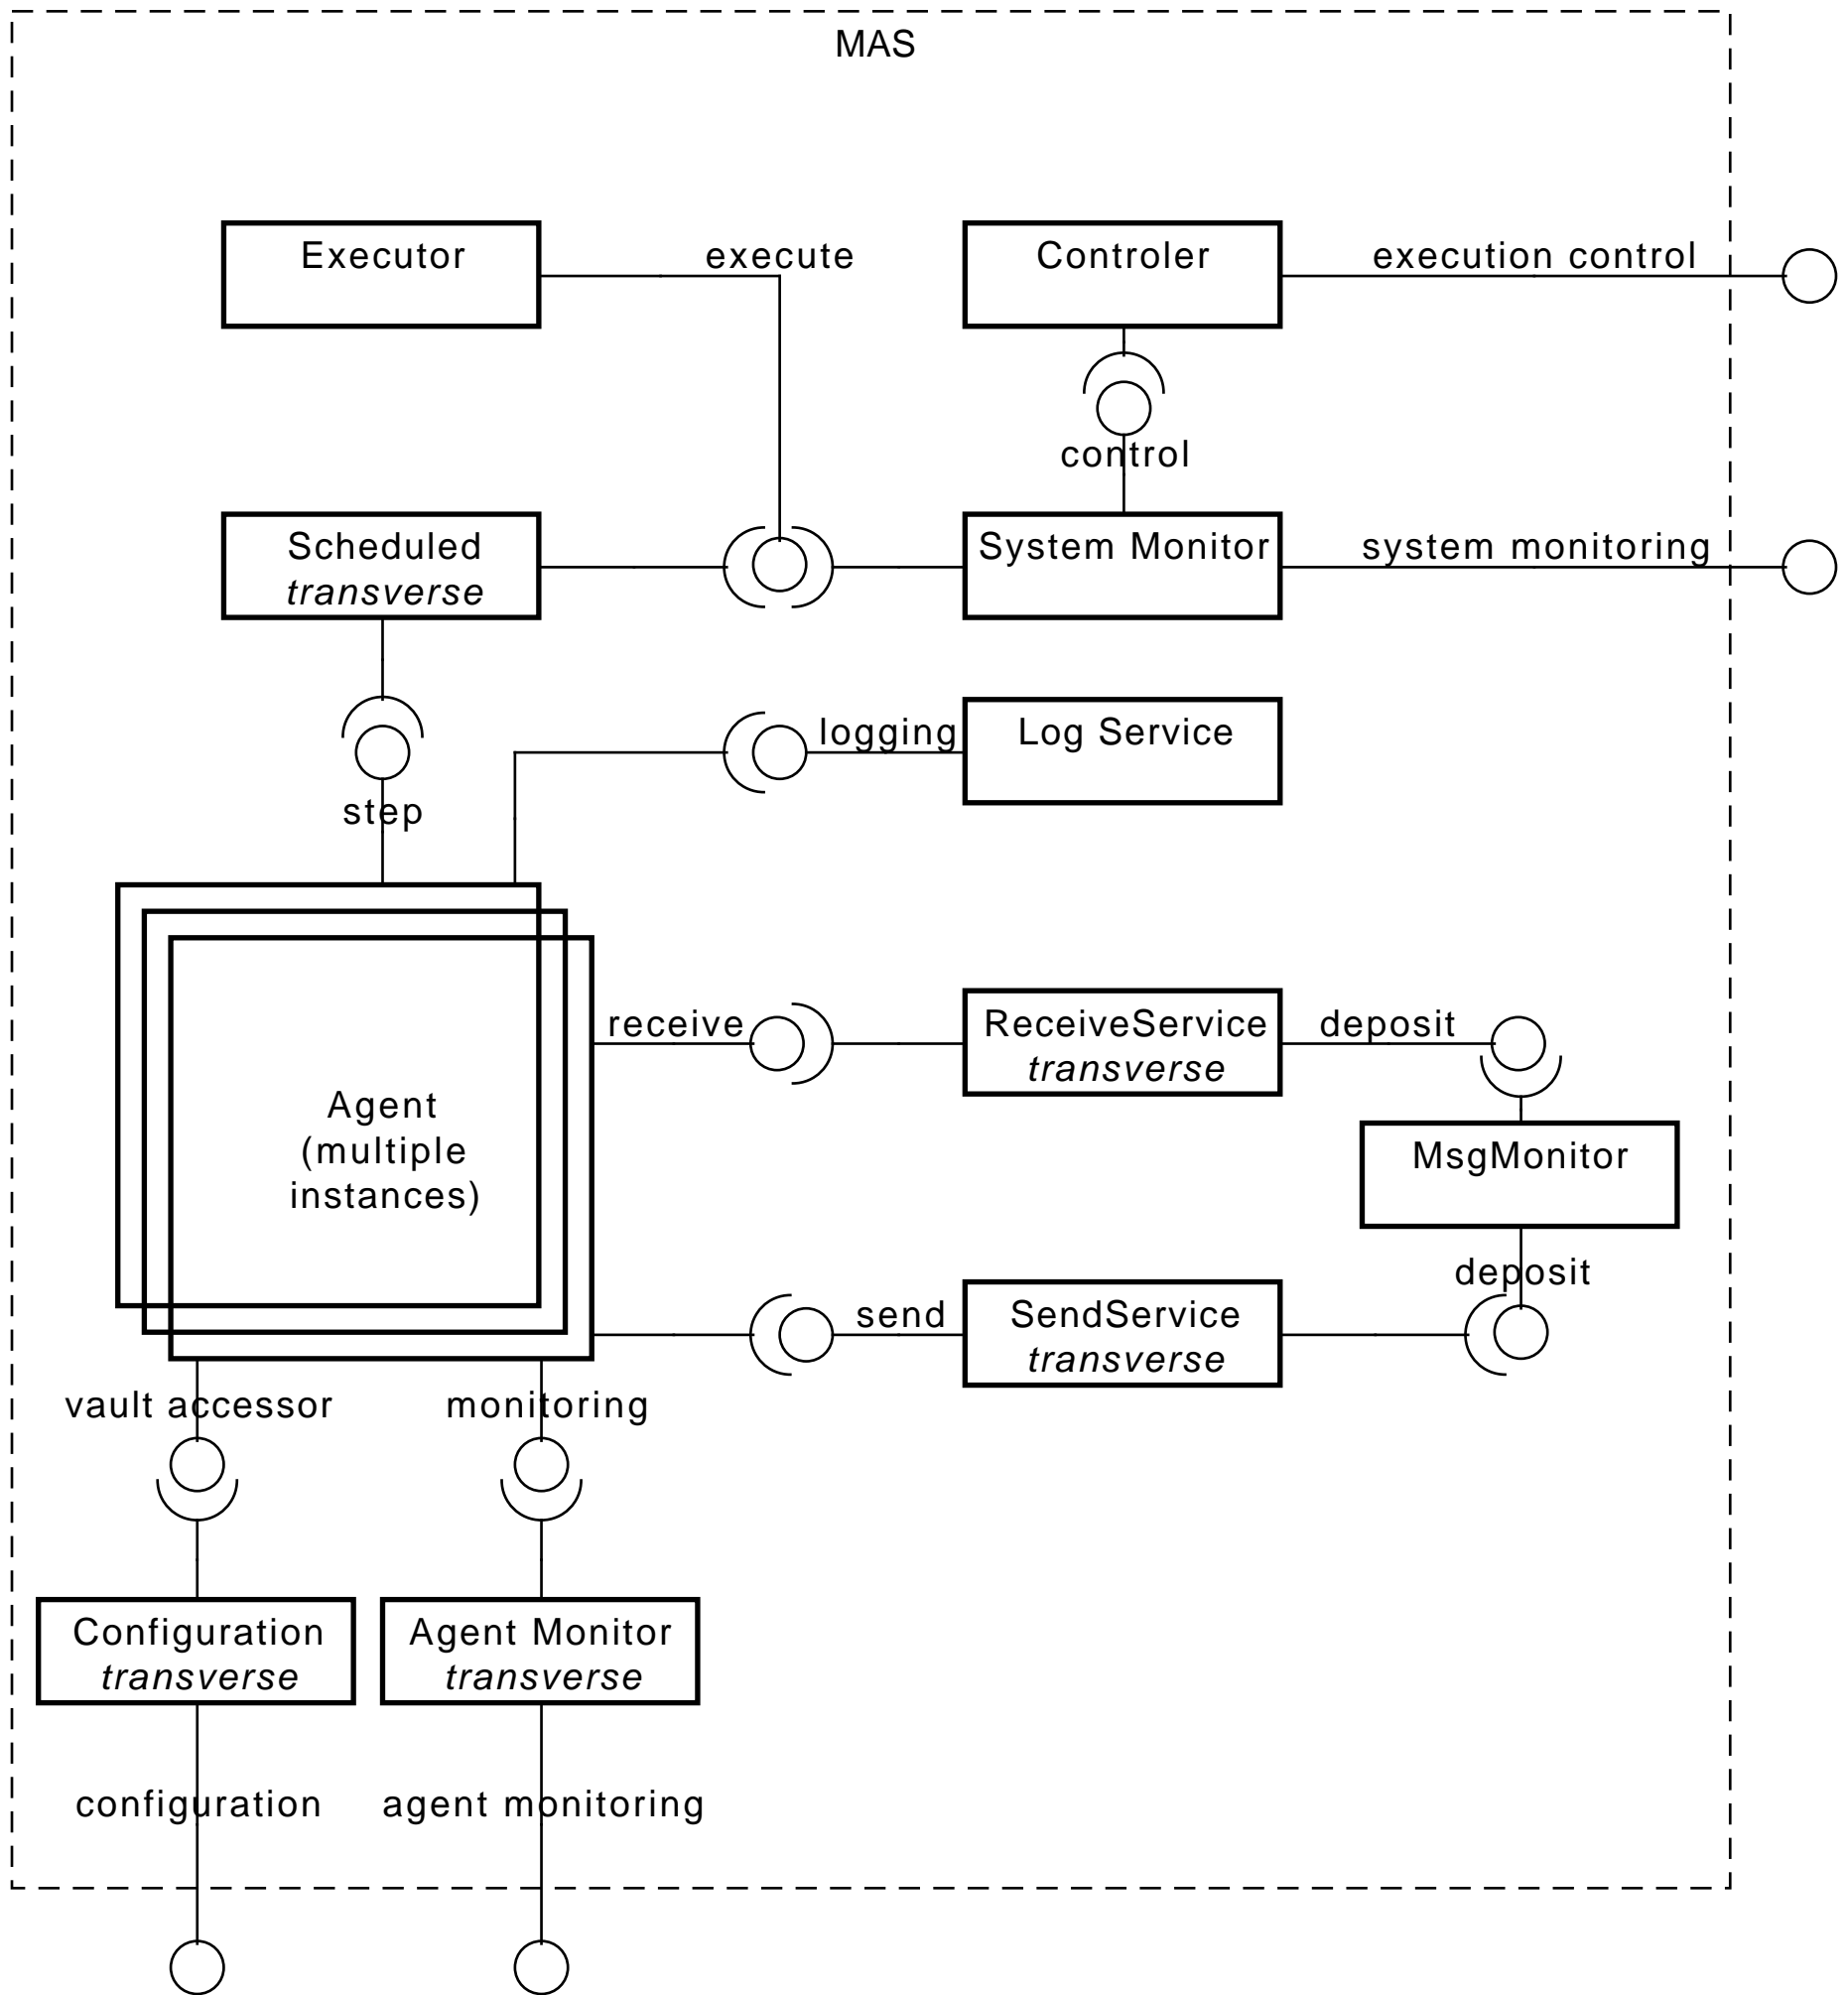 MAS
Executor
execute
Controler
execution control
control
Scheduled
transverse
System Monitor
system monitoring
logging
Log Service
step
receive
ReceiveService
transverse
deposit
Agent
(multiple
instances)
MsgMonitor
deposit
send
SendService
transverse
vault accessor
monitoring
Configuration
transverse
Agent Monitor
transverse
configuration
agent monitoring